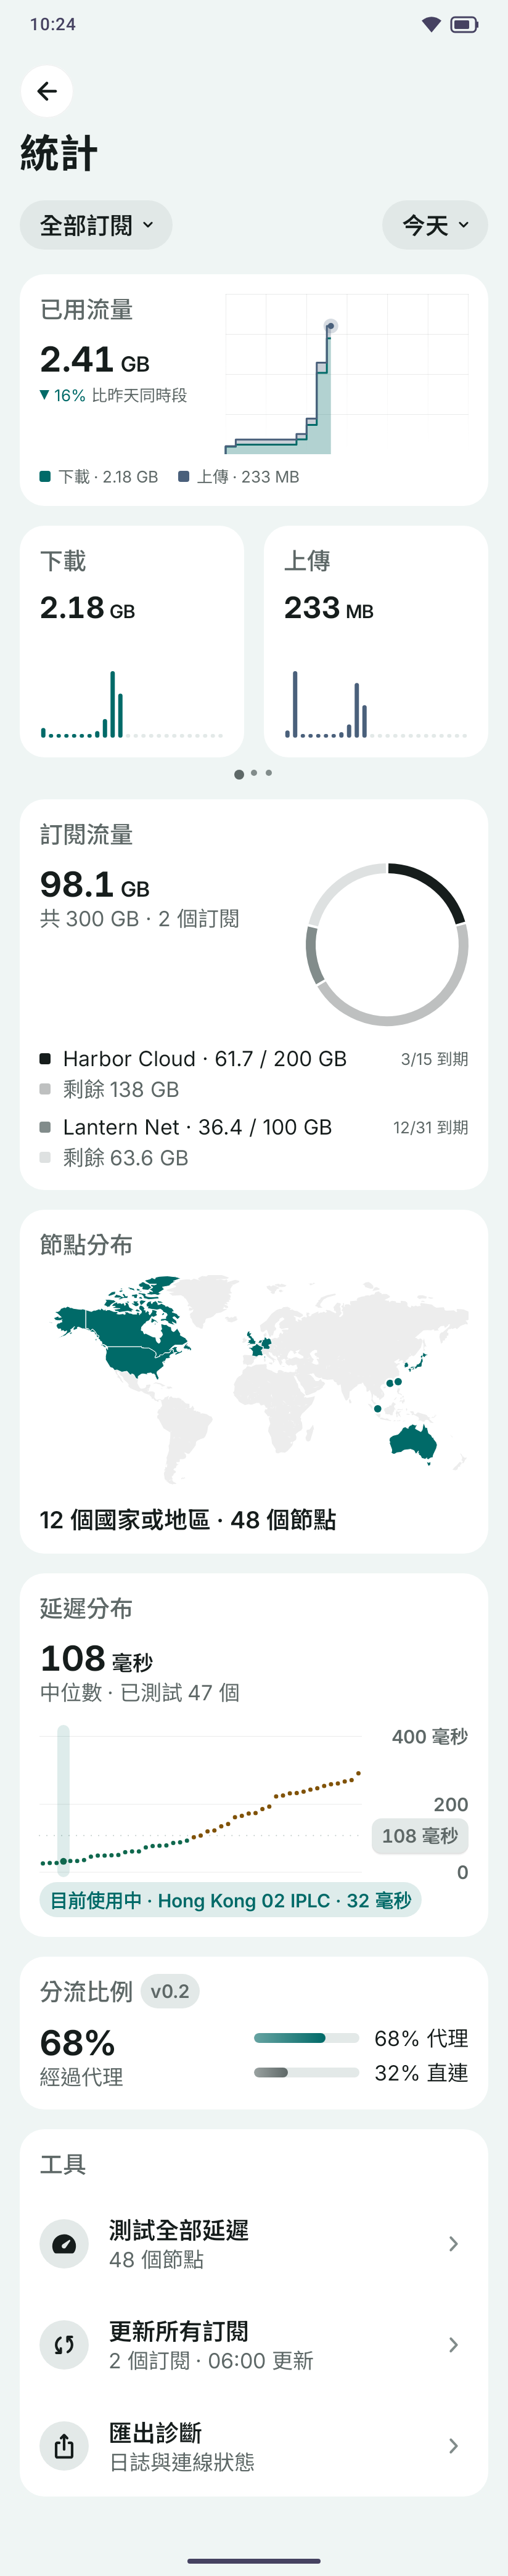 10:24
統計
全部訂閱
今天
已用流量
2.41 GB
▼ 16% 比昨天同時段
下載 · 2.18 GB
上傳 · 233 MB
下載
2.18 GB
上傳
233 MB
訂閱流量
98.1 GB
共 300 GB · 2 個訂閱
Harbor Cloud · 61.7 / 200 GB
3/15 到期
剩餘 138 GB
Lantern Net · 36.4 / 100 GB
12/31 到期
剩餘 63.6 GB
節點分布
12 個國家或地區 · 48 個節點
延遲分布
108 毫秒
中位數 · 已測試 47 個
400 毫秒
200
108 毫秒
0
目前使用中 · Hong Kong 02 IPLC · 32 毫秒
分流比例 v0.2
68%
經過代理
68% 代理
32% 直連
工具
測試全部延遲
48 個節點
更新所有訂閱
2 個訂閱 · 06:00 更新
匯出診斷
日誌與連線狀態